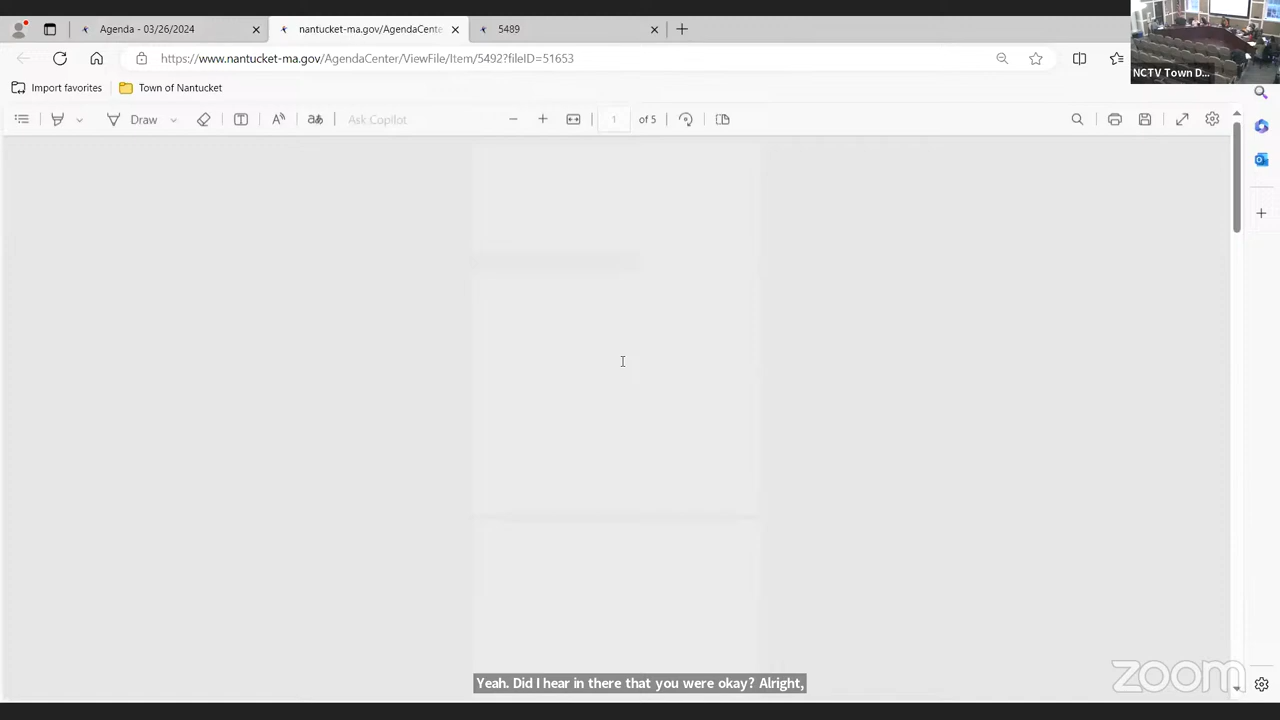 Agenda - 03/26/2024
nantucket-ma.gov/AgendaCente
5489
https://www.nantucket-ma.gov/AgendaCenter/ViewFile/Item/5492?fileID=51653
Import favorites
Town of Nantucket
Draw
Ask Copilot
1
of 5
NCTV Town D...
Yeah. Did I hear in there that you were okay? Alright,
zoom